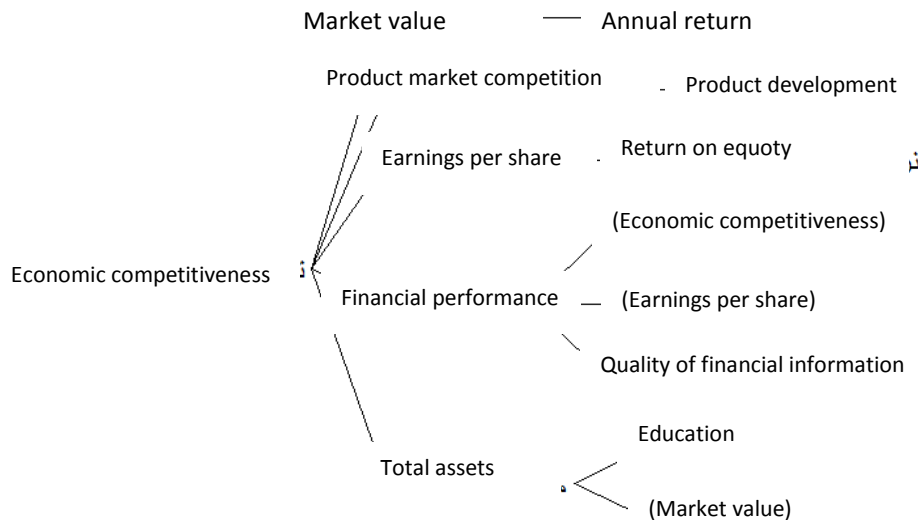 Market value
Annual return
Product market competition
Product development
Earnings per share
Return on equoty
(Economic competitiveness)
Economic competitiveness
Financial performance
(Earnings per share)
Quality of financial information
Education
Total assets
(Market value)